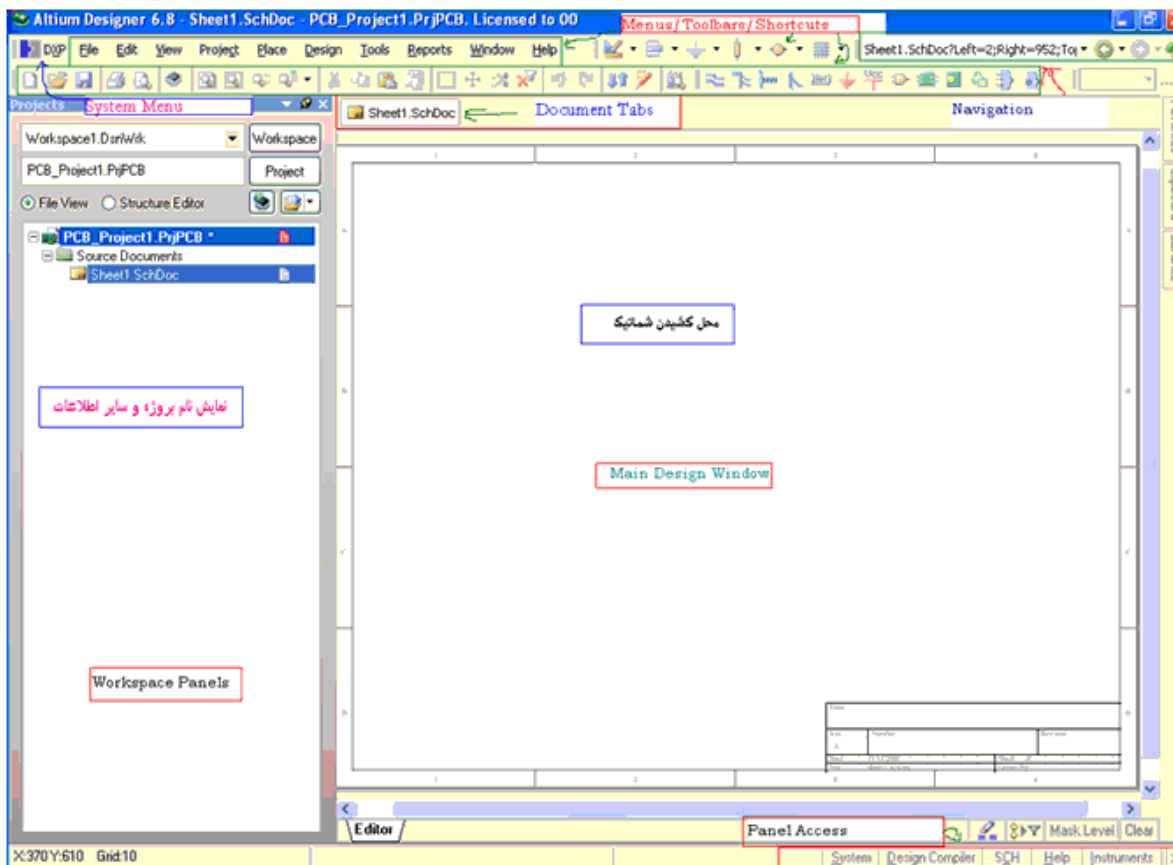 Altium Designer 6.8 - Sheet1.SchDoc - PCB_Project1.PrjPCB. Licensed to 00
Menus/Toolbars/Shortcuts
DXP File Edit View Project Place Design Tools Reports Window Help
Sheet1.SchDoc?Left=2;Right=952;Top
Projects
System Menu
Sheet1.SchDoc
Document Tabs
Navigation
Workspace1.DsnWrk
Workspace
PCB_Project1.PrjPCB
Project
File View
Structure Editor
PCB_Project1.PrjPCB *
Source Documents
Sheet1.SchDoc
محل کشیدن شماتیک
نمایش نام پروژه و سایر اطلاعات
Main Design Window
Workspace Panels
Editor
Panel Access
Mask Level
Clear
X:370 Y:610 Grid:10
System
Design Compiler
SCH
Help
Instruments